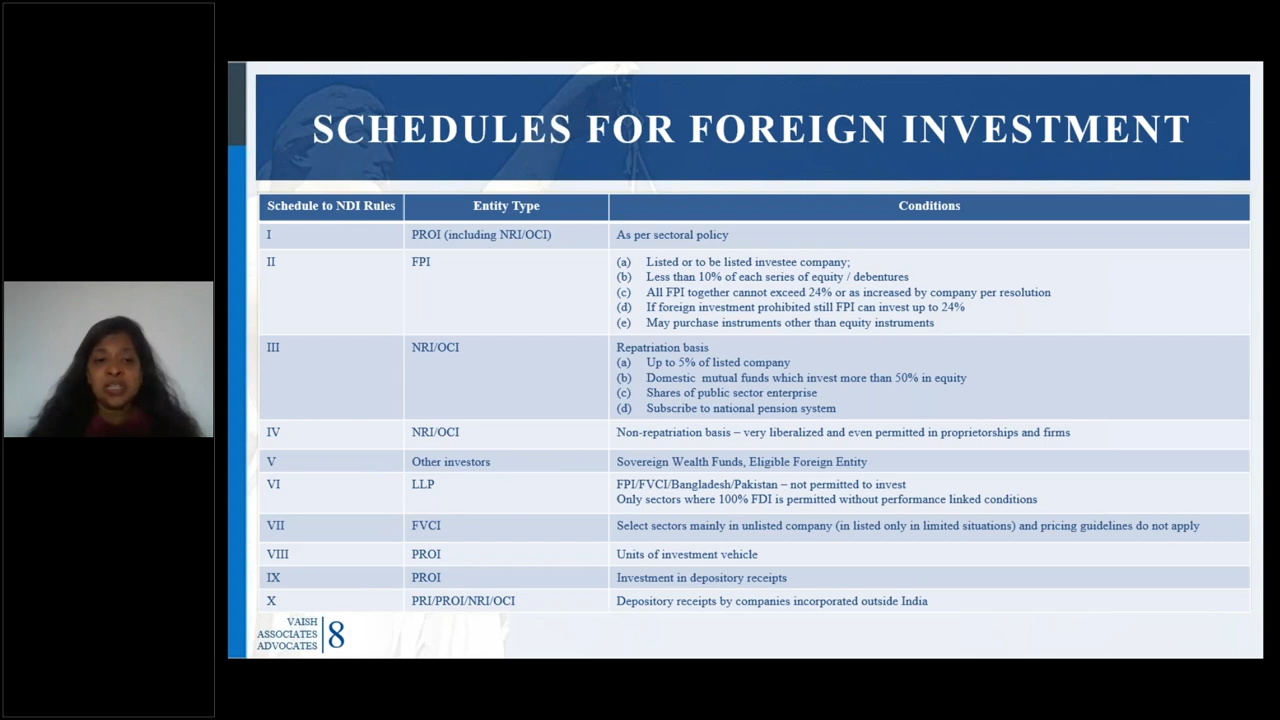 SCHEDULES FOR FOREIGN INVESTMENT
Schedule to NDI Rules Entity Type Conditions
I PROI (including NRI/OCI) As per sectoral policy
II FPI (a) Listed or to be listed investee company;
(b) Less than 10% of each series of equity / debentures
(c) All FPI together cannot exceed 24% or as increased by company per resolution
(d) If foreign investment prohibited still FPI can invest up to 24%
(e) May purchase instruments other than equity instruments
III NRI/OCI Repatriation basis
(a) Up to 5% of listed company
(b) Domestic mutual funds which invest more than 50% in equity
(c) Shares of public sector enterprise
(d) Subscribe to national pension system
IV NRI/OCI Non-repatriation basis – very liberalized and even permitted in proprietorships and firms
V Other investors Sovereign Wealth Funds, Eligible Foreign Entity
VI LLP FPI/FVCI/Bangladesh/Pakistan – not permitted to invest
Only sectors where 100% FDI is permitted without performance linked conditions
VII FVCI Select sectors mainly in unlisted company (in listed only in limited situations) and pricing guidelines do not apply
VIII PROI Units of investment vehicle
IX PROI Investment in depository receipts
X PRI/PROI/NRI/OCI Depository receipts by companies incorporated outside India
VAISH
ASSOCIATES
ADVOCATES
8